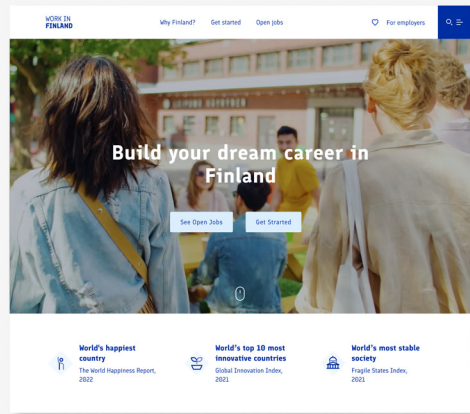 WORK IN
FINLAND
Why Finland?
Get started
Open jobs
For employers
Build your dream career in
Finland
See Open Jobs
Get Strarted
World's happiest
country
The World Happiness Report,
2022
World's top 10 most
innovative countries
Global Innovation Index,
2021
World's most stable
society
Fragile States Index,
2021